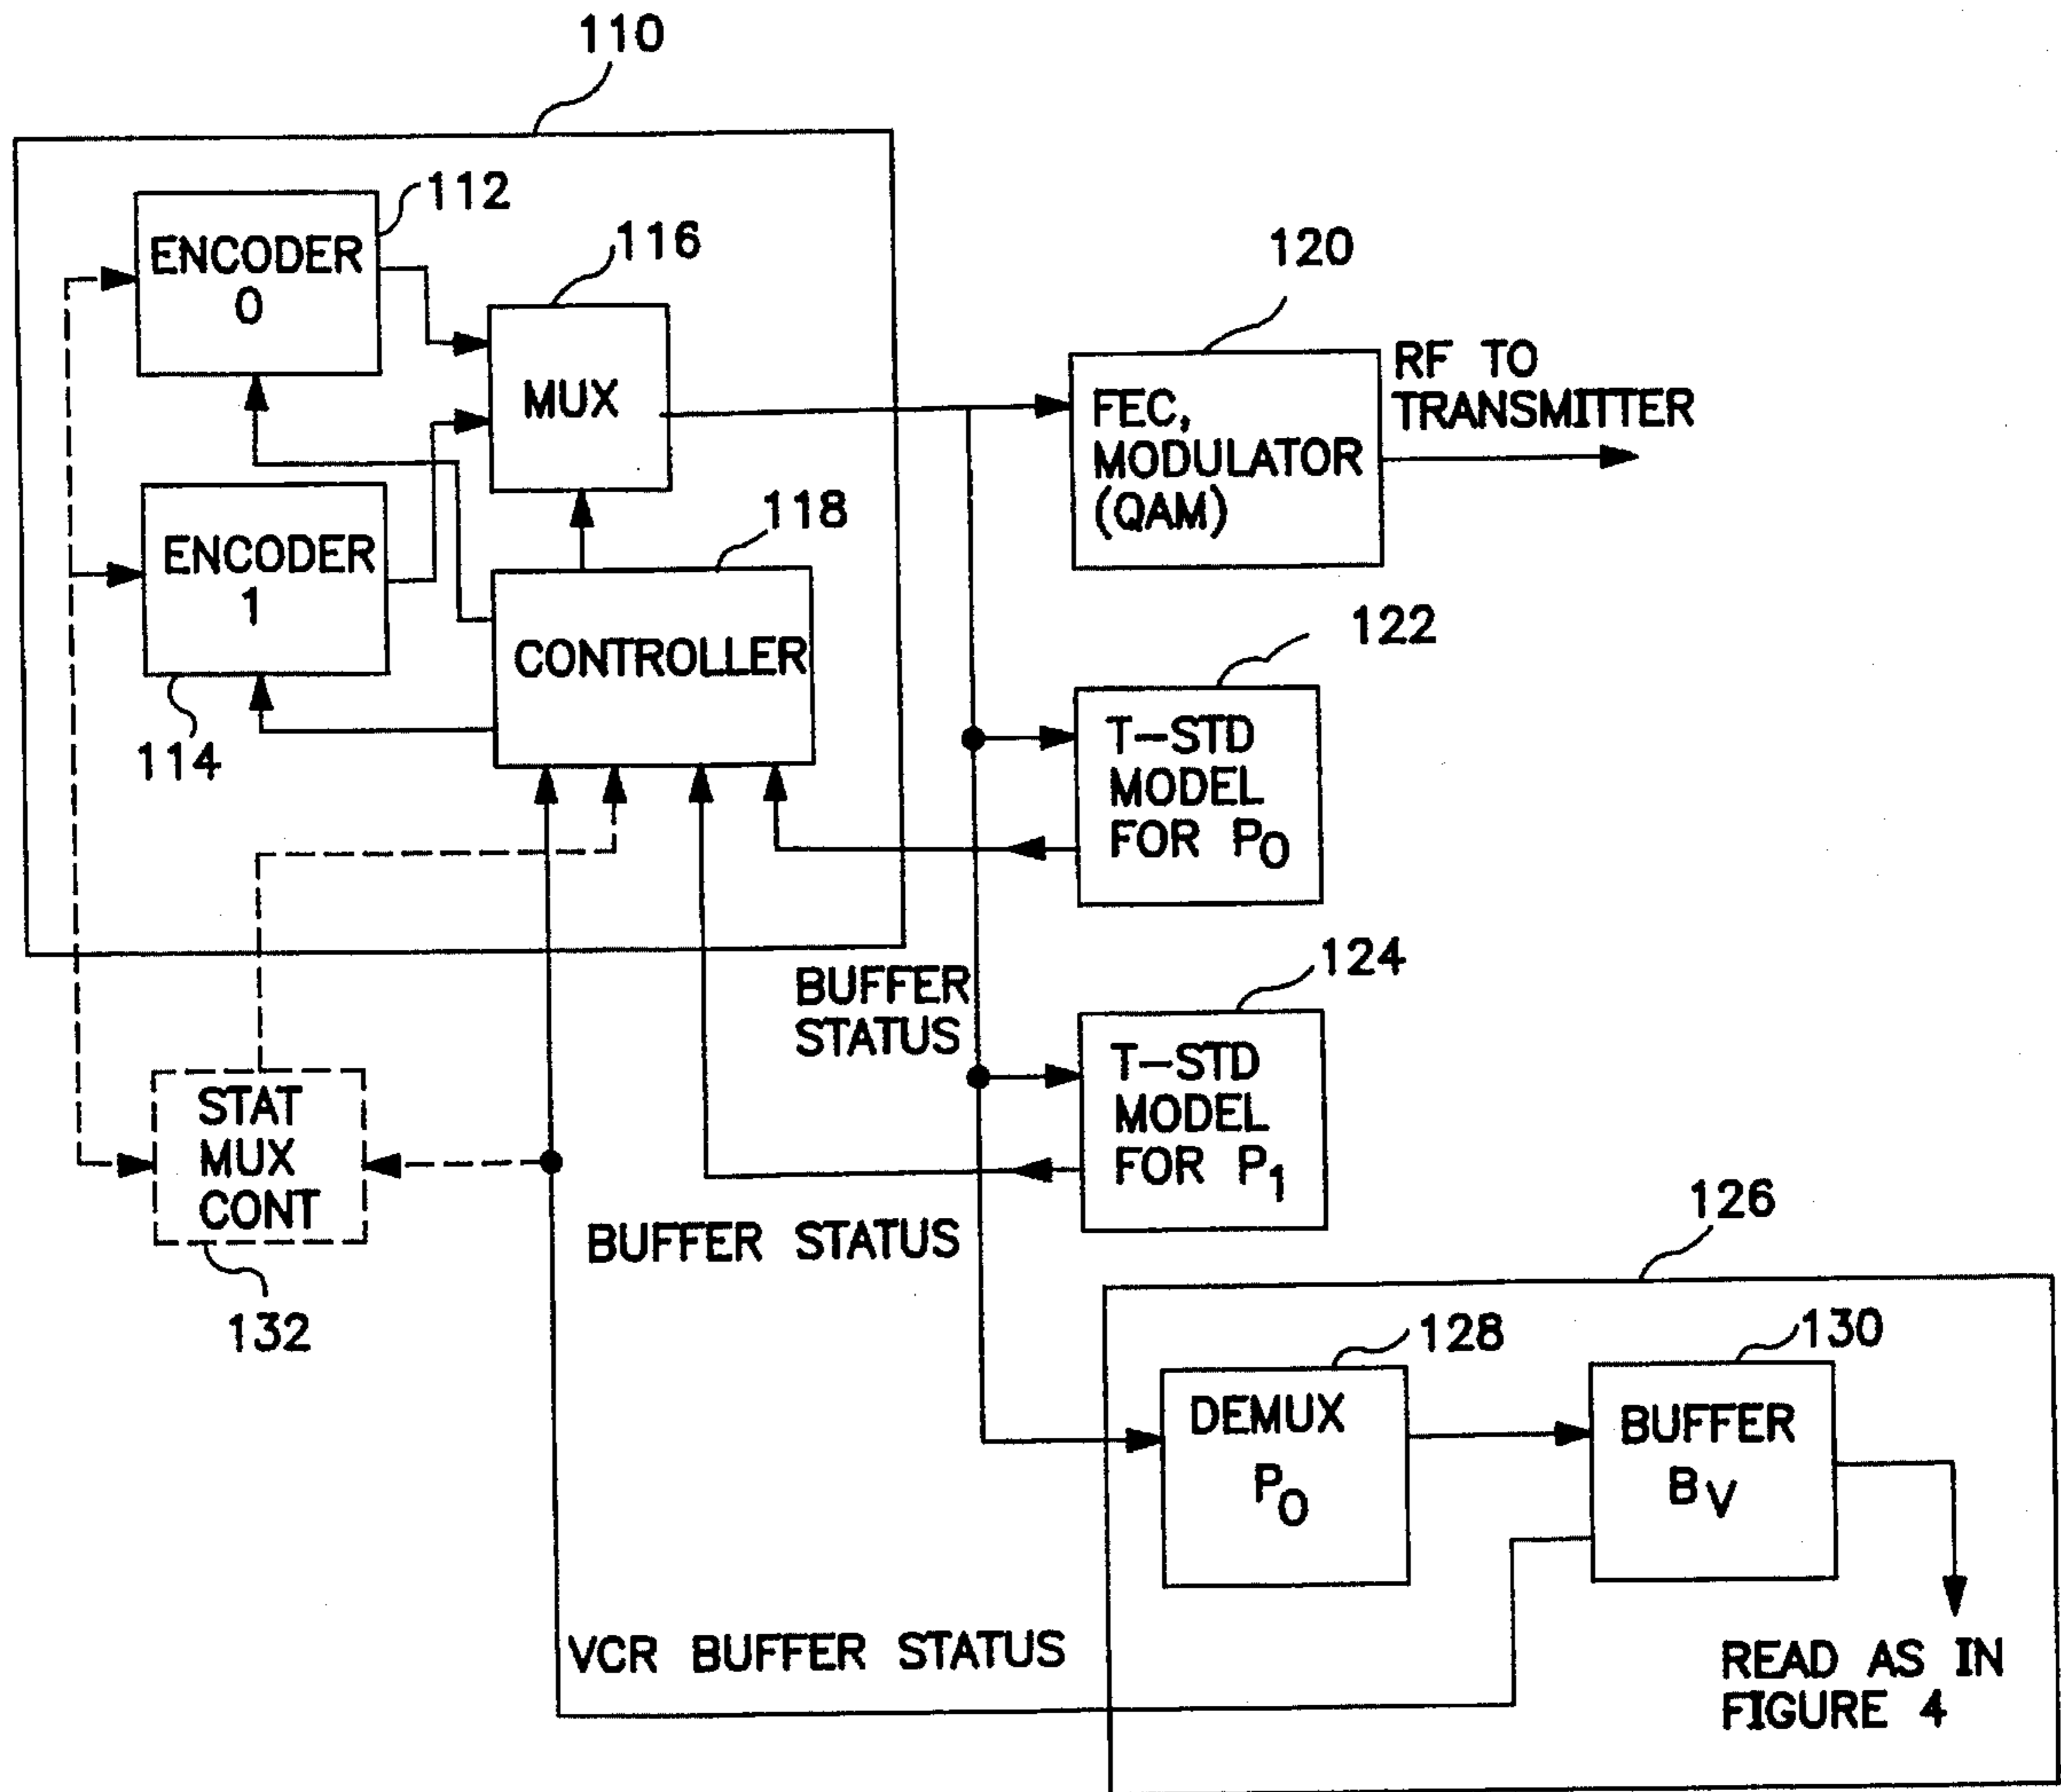 110
112
ENCODER
0
116
MUX
120
FEC,
MODULATOR
(QAM)
RF TO
TRANSMITTER
118
ENCODER
1
CONTROLLER
114
122
T-STD
MODEL
FOR P0
BUFFER
STATUS
124
T-STD
MODEL
FOR P1
STAT
MUX
CONT
132
BUFFER STATUS
126
128
DEMUX
P0
130
BUFFER
BV
VCR BUFFER STATUS
READ AS IN
FIGURE 4